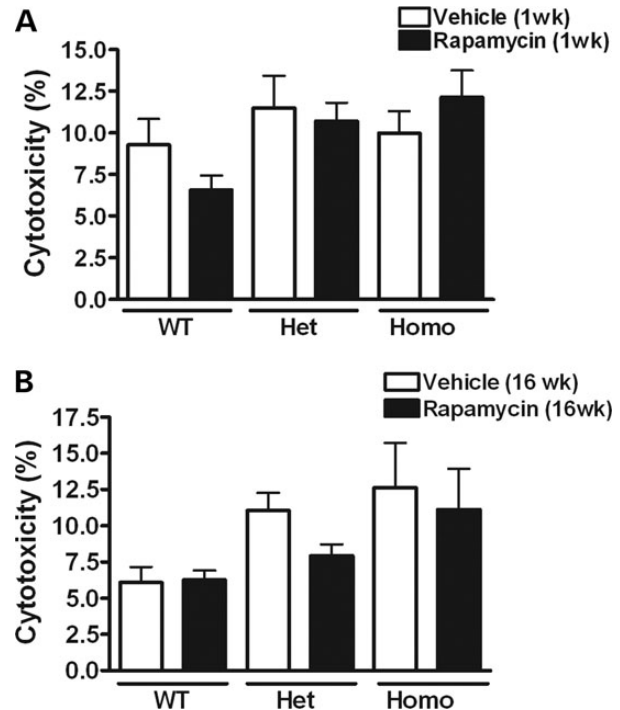 A
Vehicle (1wk)
Rapamycin (1wk)
Cytotoxicity (%)
15.0
12.5
10.0
7.5
5.0
2.5
0.0
WT Het Homo
B
Vehicle (16 wk)
Rapamycin (16wk)
Cytotoxicity (%)
17.5
15.0
12.5
10.0
7.5
5.0
2.5
0.0
WT Het Homo